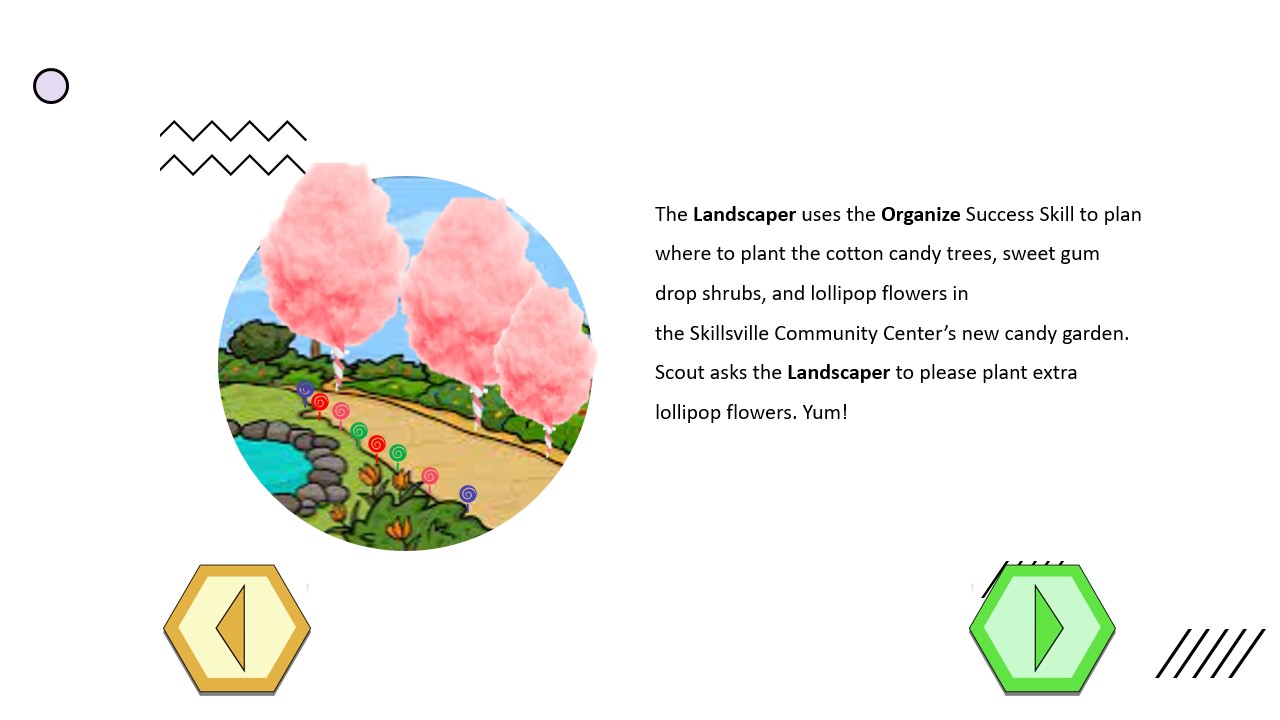 The Landscaper uses the Organize Success Skill to plan
where to plant the cotton candy trees, sweet gum
drop shrubs, and lollipop flowers in
the Skillsville Community Center’s new candy garden.
Scout asks the Landscaper to please plant extra
lollipop flowers. Yum!